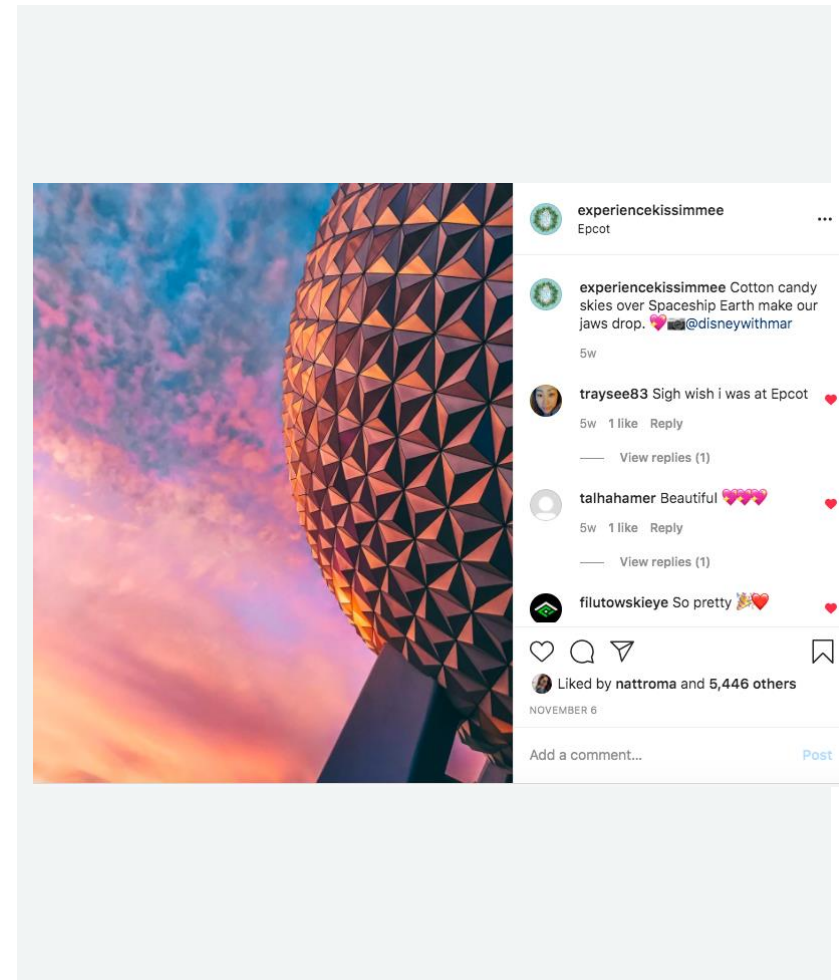 experiencekissimmee
Epcot
experiencekissimmee Cotton candy
skies over Spaceship Earth make our
jaws drop. 💖📷@disneywithmar
5w
traysee83 Sigh wish i was at Epcot
5w 1 like Reply
View replies (1)
talhahamer Beautiful 💖💖💖
5w 1 like Reply
View replies (1)
filutowskieye So pretty 🎉❤️
Liked by nattroma and 5,446 others
NOVEMBER 6
Add a comment... Post